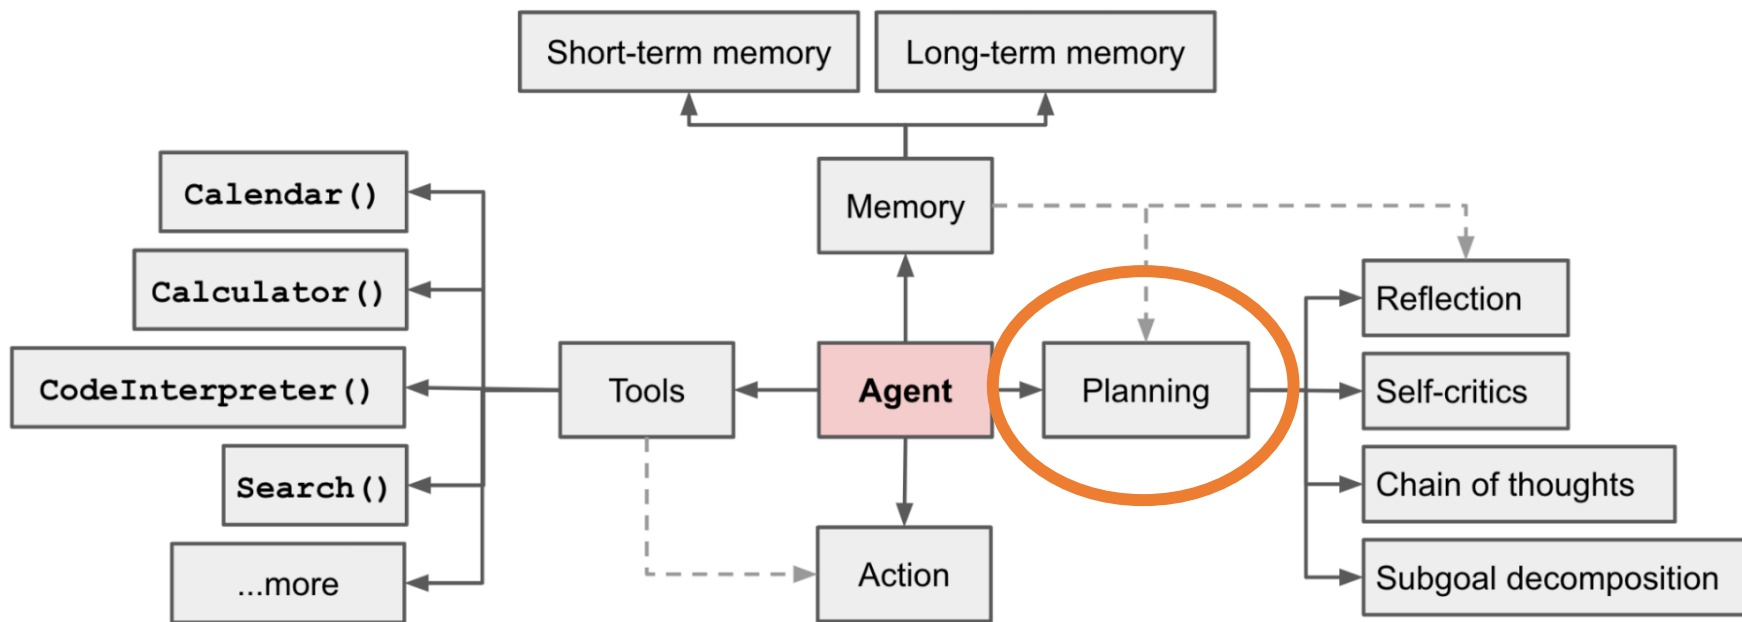 Short-term memory
Long-term memory
Calendar()
Memory
Calculator()
Reflection
CodeInterpreter()
Tools
Agent
Planning
Self-critics
Search()
Chain of thoughts
...more
Action
Subgoal decomposition